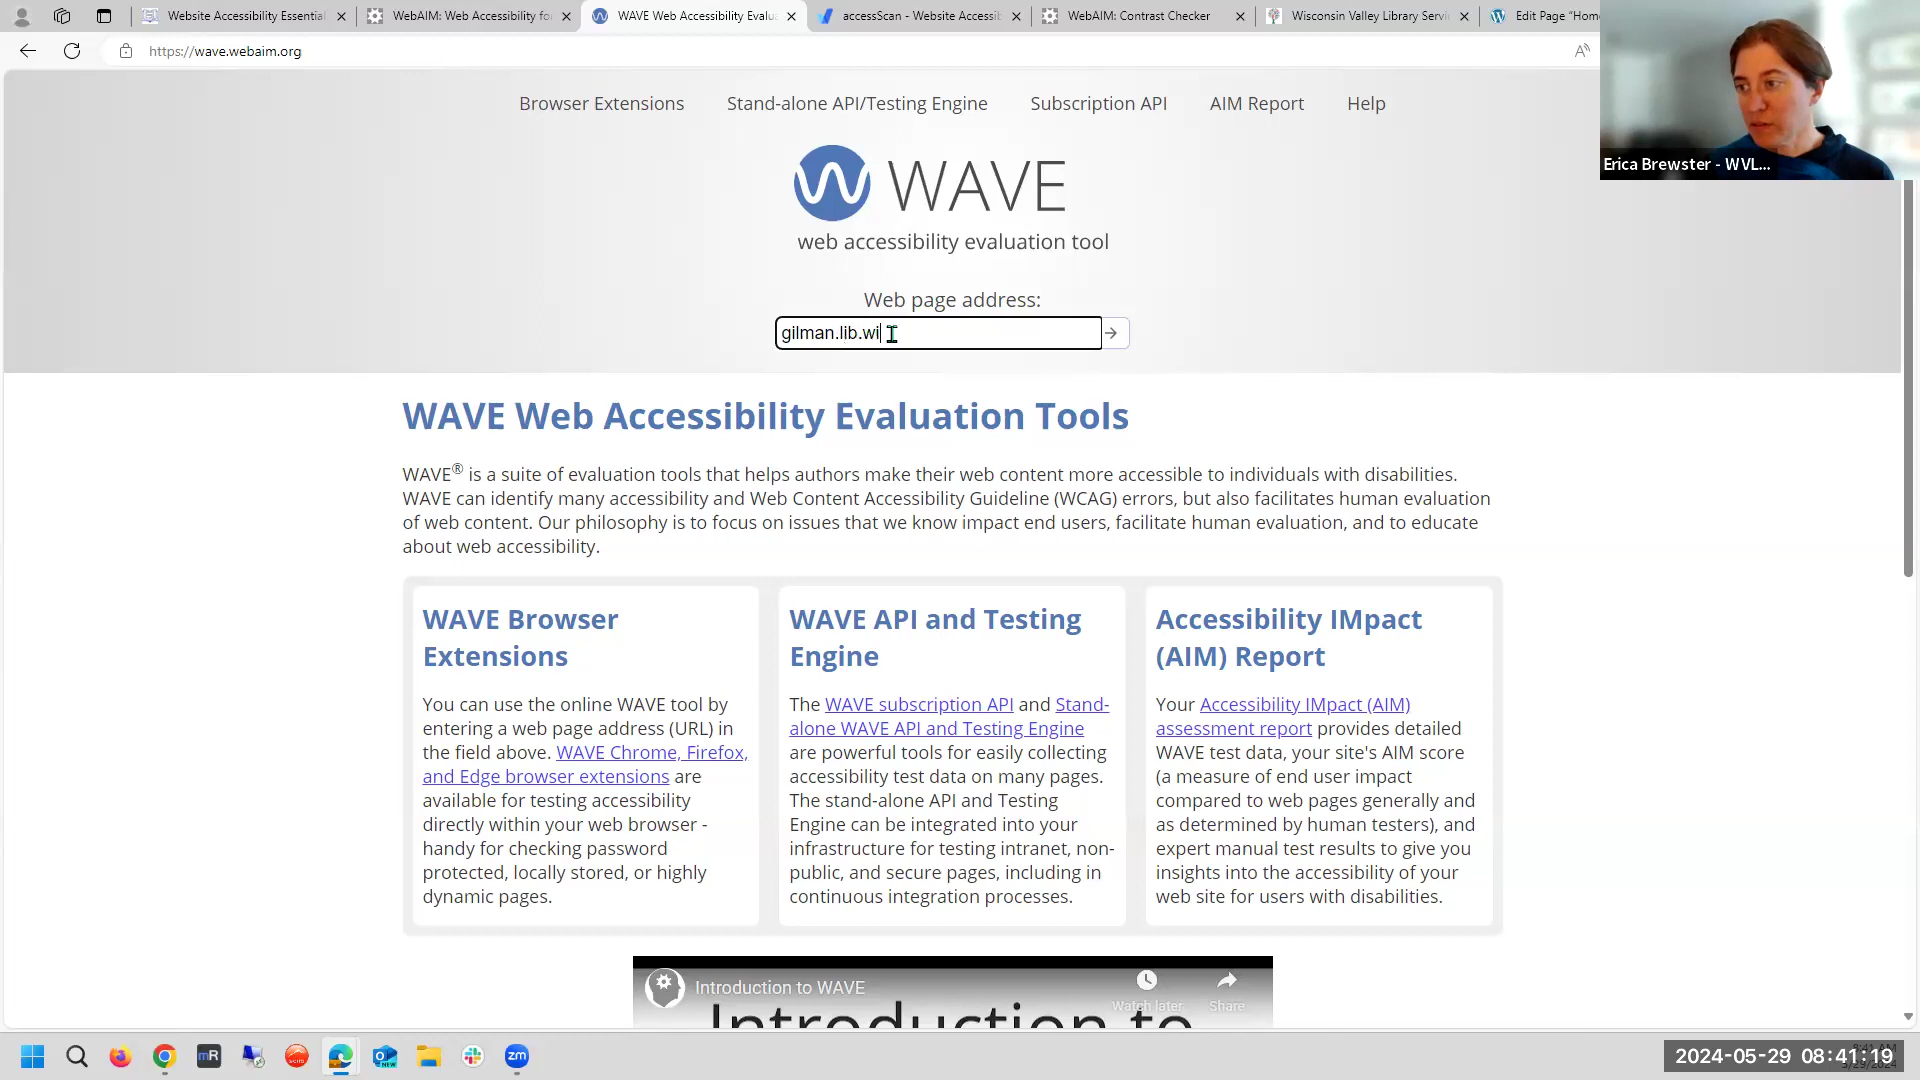 Website Accessibility Essential
WebAIM: Web Accessibility fo
WAVE Web Accessibility Evalu
accessScan - Website Accessib
WebAIM: Contrast Checker
Wisconsin Valley Library Servi
Edit Page “Hom
https://wave.webaim.org
Erica Brewster - WVL...
Browser Extensions
Stand-alone API/Testing Engine
Subscription API
AIM Report
Help
WAVE
web accessibility evaluation tool
Web page address:
gilman.lib.wi
WAVE Web Accessibility Evaluation Tools
WAVE® is a suite of evaluation tools that helps authors make their web content more accessible to individuals with disabilities.
WAVE can identify many accessibility and Web Content Accessibility Guideline (WCAG) errors, but also facilitates human evaluation
of web content. Our philosophy is to focus on issues that we know impact end users, facilitate human evaluation, and to educate
about web accessibility.
WAVE Browser
Extensions
You can use the online WAVE tool by
entering a web page address (URL) in
the field above. WAVE Chrome, Firefox,
and Edge browser extensions are
available for testing accessibility
directly within your web browser -
handy for checking password
protected, locally stored, or highly
dynamic pages.
WAVE API and Testing
Engine
The WAVE subscription API and Stand-
alone WAVE API and Testing Engine
are powerful tools for easily collecting
accessibility test data on many pages.
The stand-alone API and Testing
Engine can be integrated into your
infrastructure for testing intranet, non-
public, and secure pages, including in
continuous integration processes.
Accessibility IMpact
(AIM) Report
Your Accessibility IMpact (AIM)
assessment report provides detailed
WAVE test data, your site's AIM score
(a measure of end user impact
compared to web pages generally and
as determined by human testers), and
expert manual test results to give you
insights into the accessibility of your
web site for users with disabilities.
Introduction to WAVE
Watch later
Share
Introduction to
mR
zm
2024-05-29 08:41:19